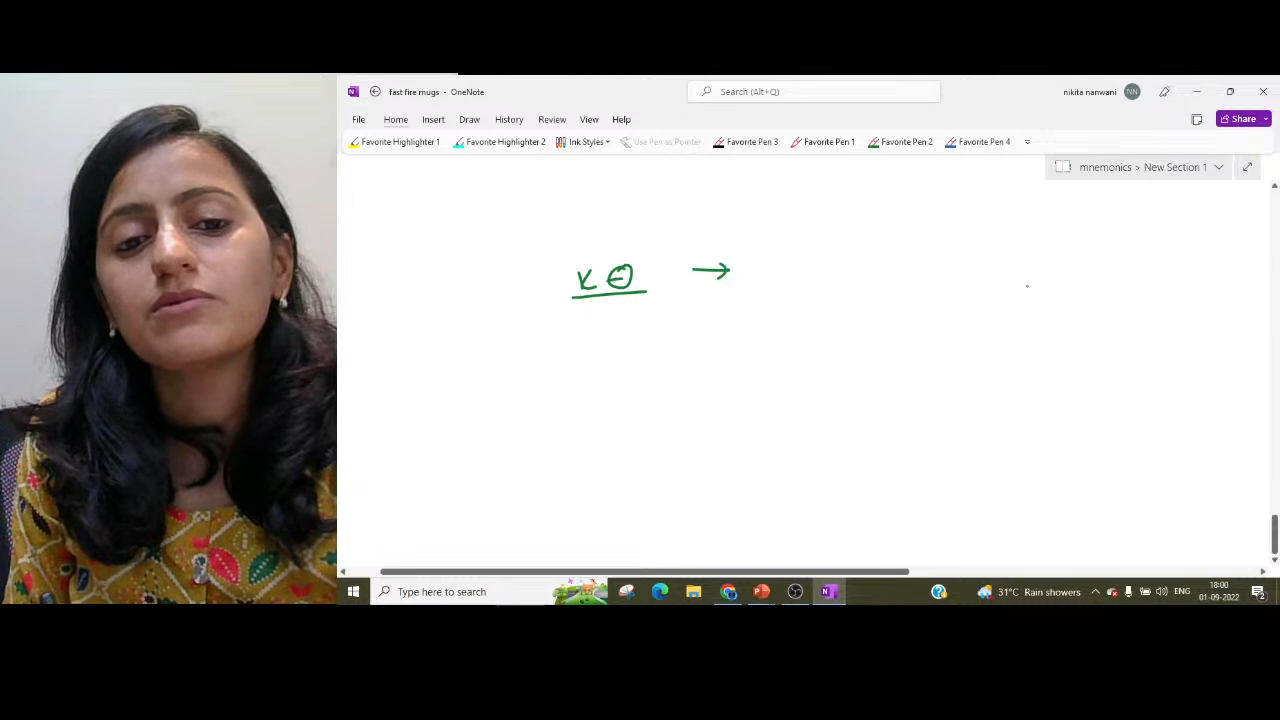 fast fire mugs - OneNote
Search (Alt+Q)
nikita nanwani NN
File Home Insert Draw History Review View Help
Share
Favorite Highlighter 1 Favorite Highlighter 2 Ink Styles Use Pen as Pointer Favorite Pen 3 Favorite Pen 1 Favorite Pen 2 Favorite Pen 4
mnemonics > New Section 1
K Θ →
Type here to search
31°C Rain showers
ENG
18:00
01-09-2022
2